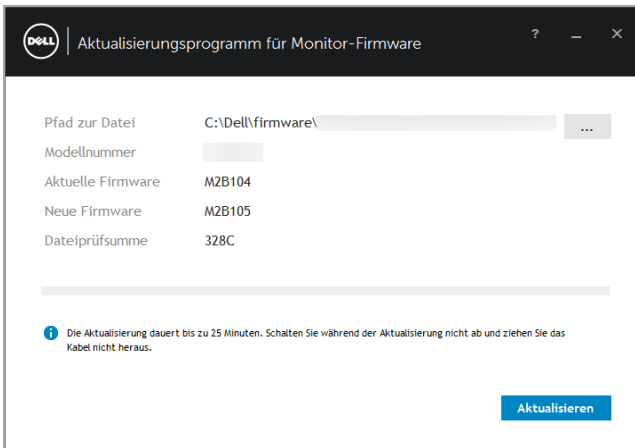 DELL Aktualisierungsprogramm für Monitor-Firmware ? _ ×
Pfad zur Datei C:\Dell\firmware\ ...
Modellnummer
Aktuelle Firmware M2B104
Neue Firmware M2B105
Dateiprüfsumme 328C
i Die Aktualisierung dauert bis zu 25 Minuten. Schalten Sie während der Aktualisierung nicht ab und ziehen Sie das
Kabel nicht heraus.
Aktualisieren